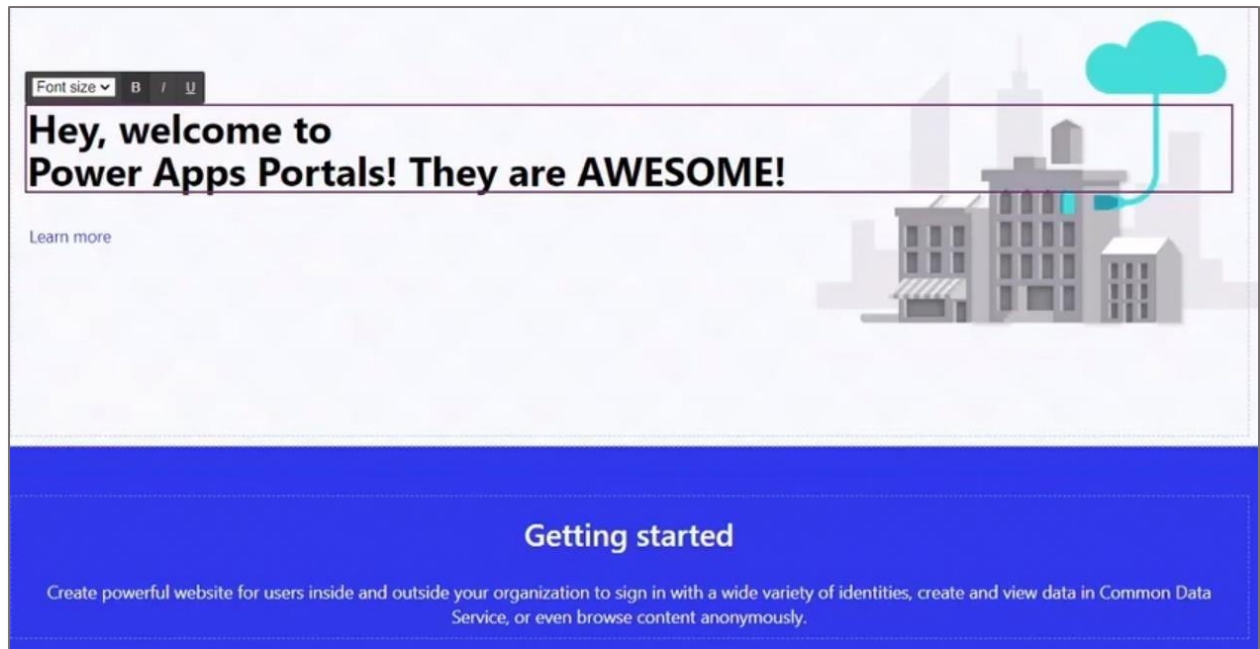 Font size B I U
Hey, welcome to
Power Apps Portals! They are AWESOME!
Learn more
Getting started
Create powerful website for users inside and outside your organization to sign in with a wide variety of identities, create and view data in Common Data
Service, or even browse content anonymously.